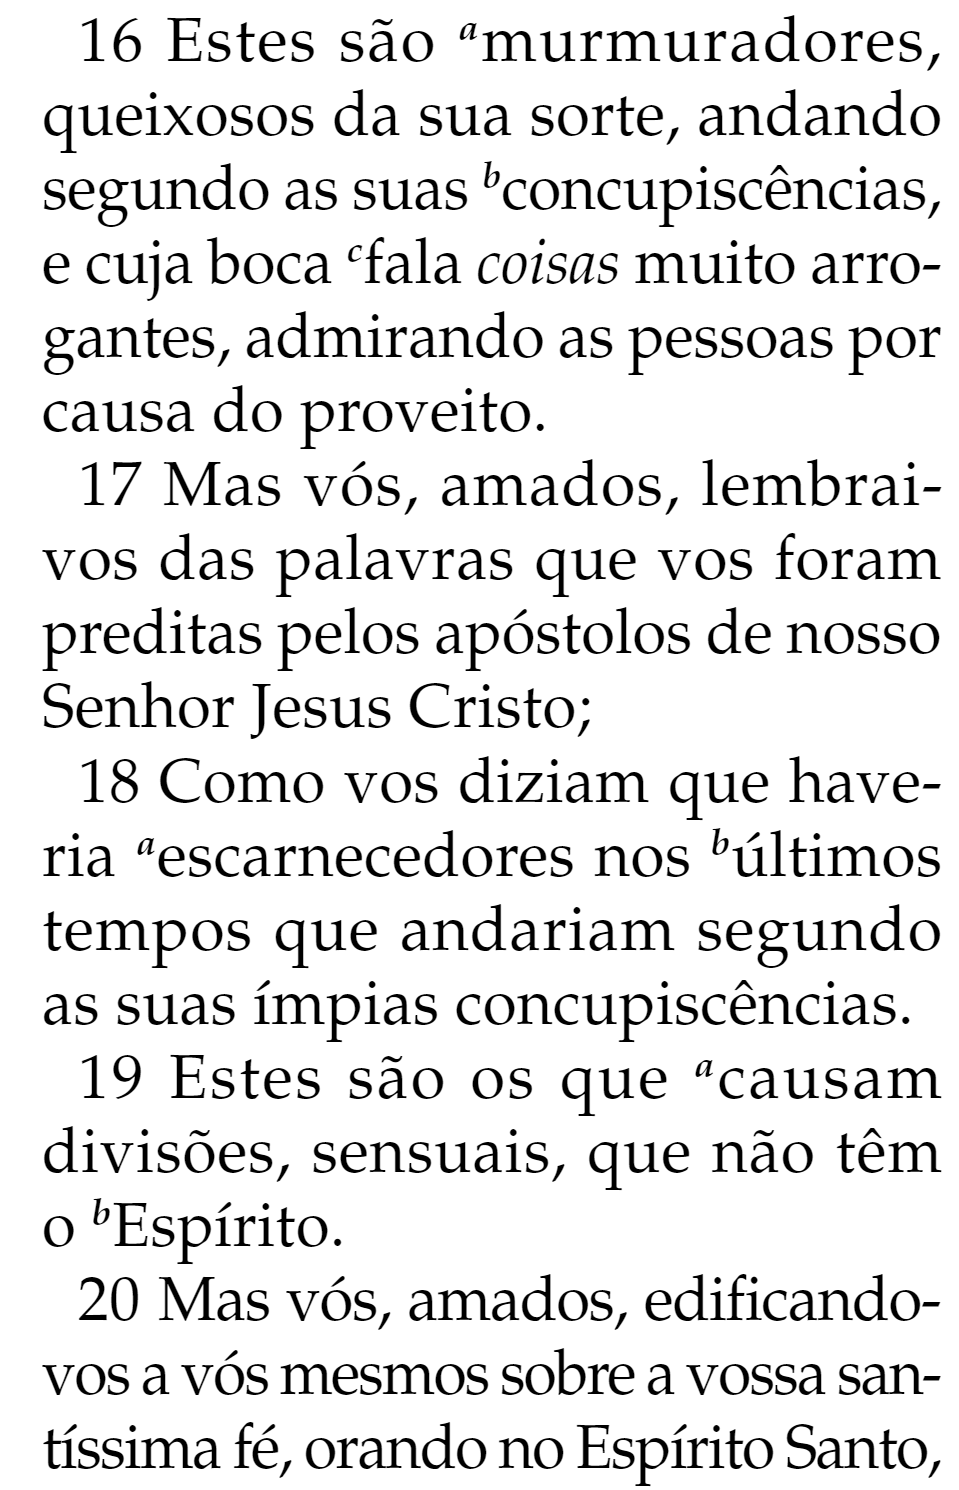 16 Estes são ᵃmurmuradores,
queixosos da sua sorte, andando
segundo as suas ᵇconcupiscências,
e cuja boca ᶜfala coisas muito arro-
gantes, admirando as pessoas por
causa do proveito.
17 Mas vós, amados, lembrai-
vos das palavras que vos foram
preditas pelos apóstolos de nosso
Senhor Jesus Cristo;
18 Como vos diziam que have-
ria ᵃescarnecedores nos ᵇúltimos
tempos que andariam segundo
as suas ímpias concupiscências.
19 Estes são os que ᵃcausam
divisões, sensuais, que não têm
o ᵇEspírito.
20 Mas vós, amados, edificando-
vos a vós mesmos sobre a vossa san-
tíssima fé, orando no Espírito Santo,